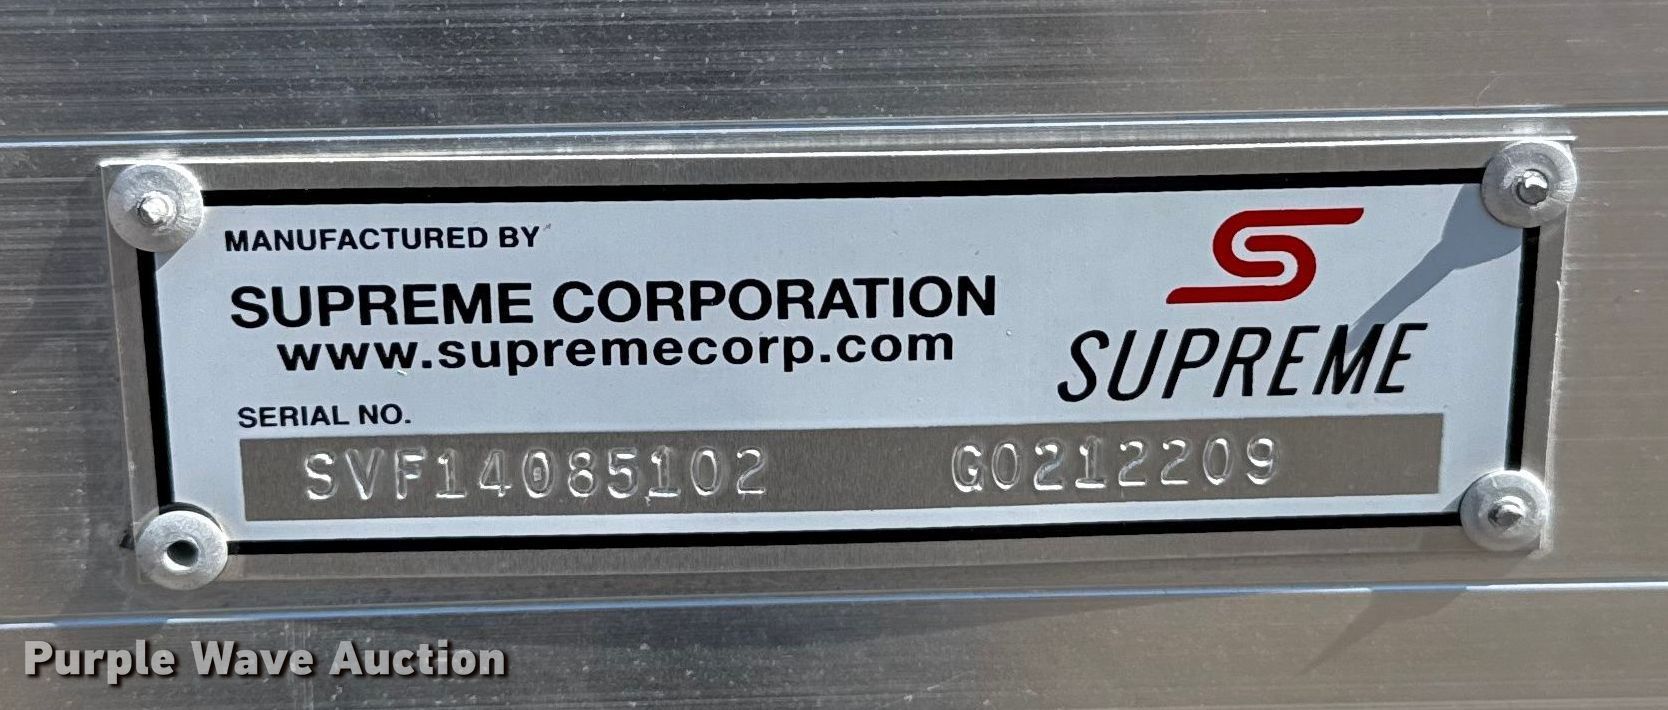 MANUFACTURED BY
SUPREME CORPORATION
www.supremecorp.com
SUPREME
SERIAL NO.
SVF14085102 G0212209
Purple Wave Auction